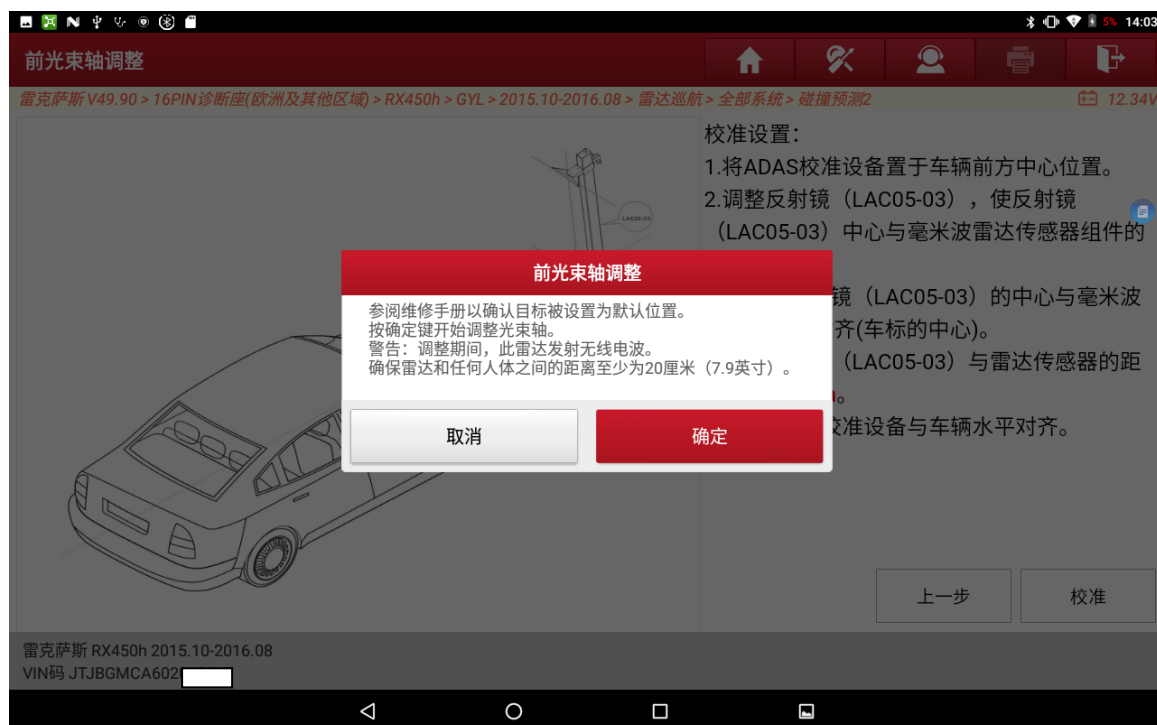 5% 14:03
前光束轴调整
雷克萨斯 V49.90 > 16PIN诊断座(欧洲及其他区域) > RX450h > GYL > 2015.10-2016.08 > 雷达巡航 > 全部系统 > 碰撞预测2
12.34V
校准设置：
1.将ADAS校准设备置于车辆前方中心位置。
2.调整反射镜（LAC05-03），使反射镜
（LAC05-03）中心与毫米波雷达传感器组件的
镜（LAC05-03）的中心与毫米波
齐(车标的中心)。
（LAC05-03）与雷达传感器的距
。
准设备与车辆水平对齐。
LAC05-03
前光束轴调整
参阅维修手册以确认目标被设置为默认位置。
按确定键开始调整光束轴。
警告：调整期间，此雷达发射无线电波。
确保雷达和任何人体之间的距离至少为20厘米（7.9英寸）。
取消
确定
上一步
校准
雷克萨斯 RX450h 2015.10-2016.08
VIN码 JTJBGMCA602